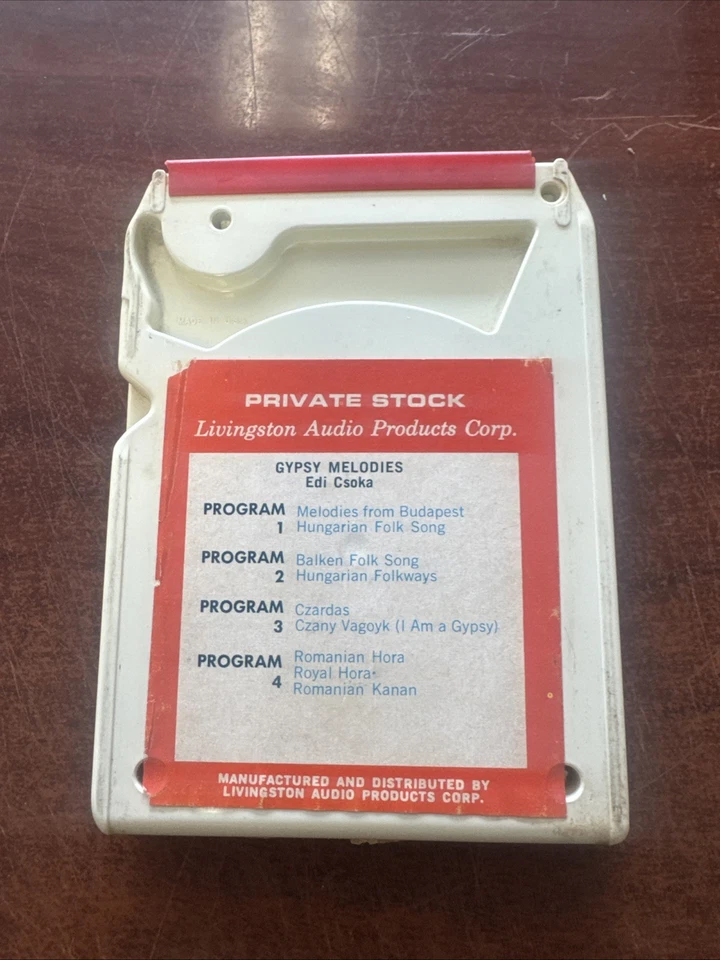 PRIVATE STOCK
Livingston Audio Products Corp.
GYPSY MELODIES
Edi Csoka
PROGRAM 1
Melodies from Budapest
Hungarian Folk Song
PROGRAM 2
Balken Folk Song
Hungarian Folkways
PROGRAM 3
Czardas
Czany Vagoyk (I Am a Gypsy)
PROGRAM 4
Romanian Hora
Royal Hora
Romanian Kanan
MANUFACTURED AND DISTRIBUTED BY
LIVINGSTON AUDIO PRODUCTS CORP.